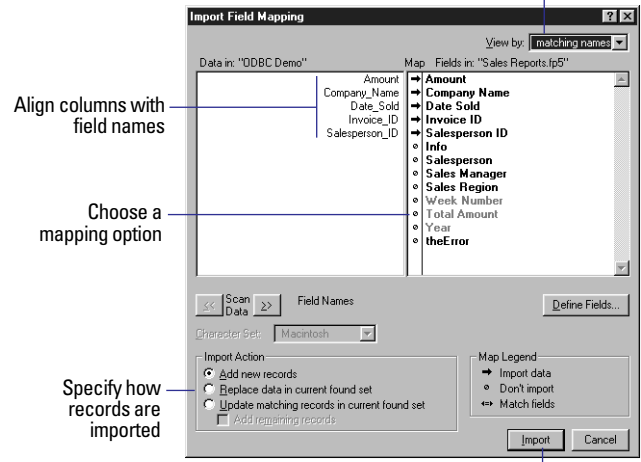 Import Field Mapping
View by: matching names
Data in: "ODBC Demo" Map Fields in: "Sales Reports.fp5"
Amount → Amount
Company_Name → Company Name
Date_Sold → Date Sold
Invoice_ID → Invoice ID
Salesperson_ID → Salesperson ID
Info
Salesperson
Sales Manager
Sales Region
Week Number
Total Amount
Year
theError
Align columns with
field names
Choose a
mapping option
<< Scan Data >> Field Names
Define Fields...
Character Set: Macintosh
Import Action
Add new records
Replace data in current found set
Update matching records in current found set
Add remaining records
Map Legend
→ Import data
Don't import
⇔ Match fields
Specify how
records are
imported
Import Cancel